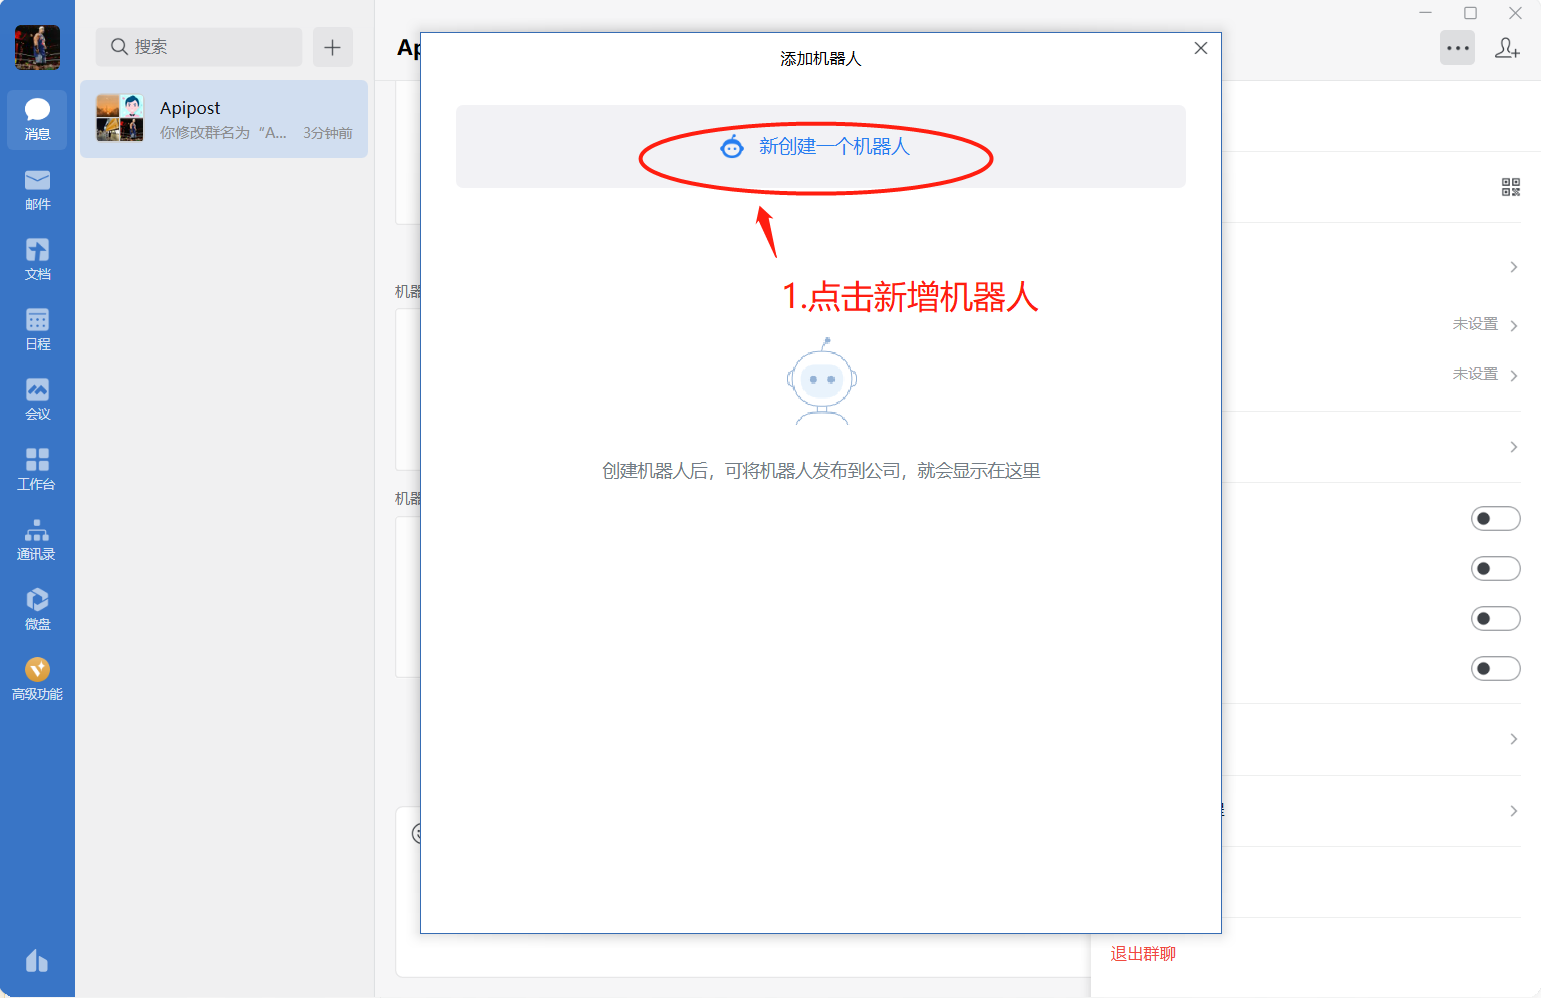 消息
邮件
文档
日程
会议
工作台
通讯录
微盘
高级功能
搜索
Apipost
你修改群名为“A...
3分钟前
Ap
机器
机器
添加机器人
新创建一个机器人
1.点击新增机器人
创建机器人后，可将机器人发布到公司，就会显示在这里
未设置
未设置
退出群聊